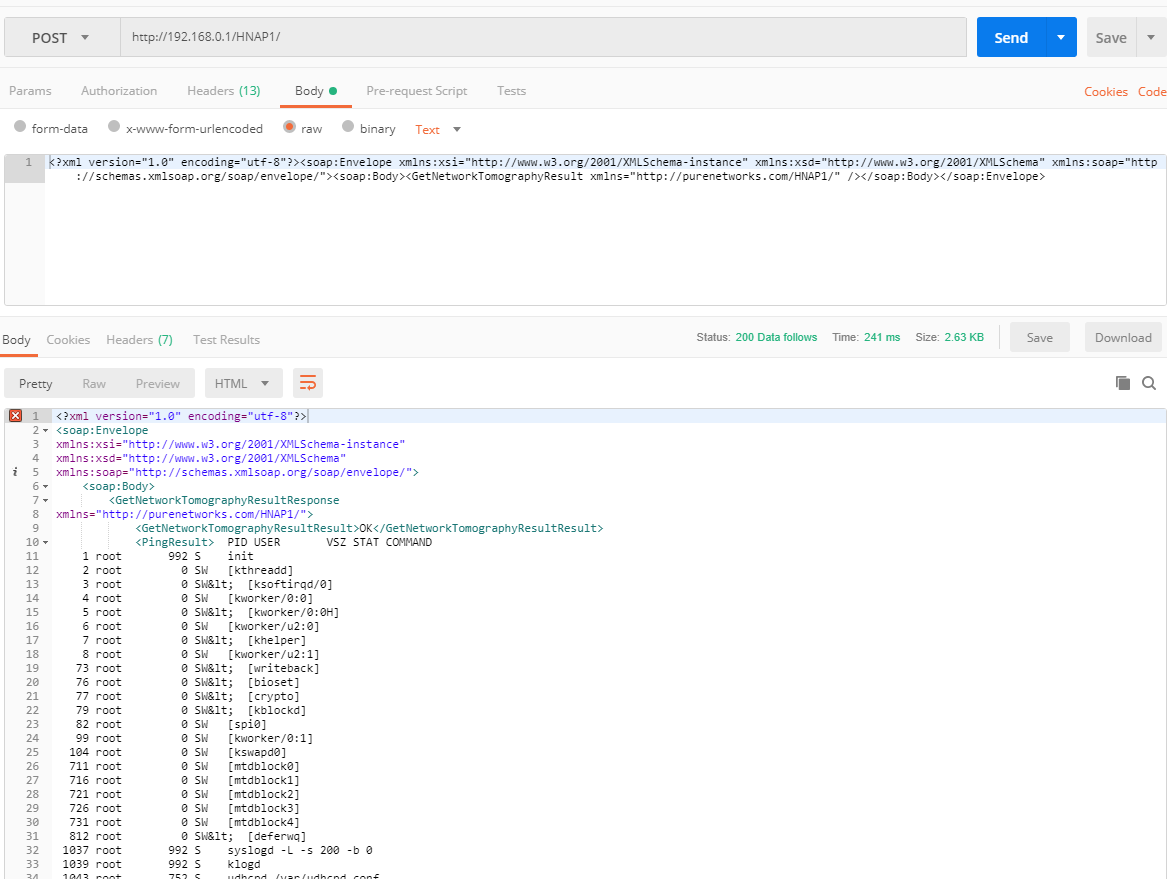 POST http://192.168.0.1/HNAP1/ Send Save
Params Authorization Headers (13) Body Pre-request Script Tests Cookies Code
form-data x-www-form-urlencoded raw binary Text
1 <?xml version="1.0" encoding="utf-8"?><soap:Envelope xmlns:xsi="http://www.w3.org/2001/XMLSchema-instance" xmlns:xsd="http://www.w3.org/2001/XMLSchema" xmlns:soap="http
://schemas.xmlsoap.org/soap/envelope/"><soap:Body><GetNetworkTomographyResult xmlns="http://purenetworks.com/HNAP1/" /></soap:Body></soap:Envelope>
Body Cookies Headers (7) Test Results Status: 200 Data follows Time: 241 ms Size: 2.63 KB Save Download
Pretty Raw Preview HTML
1 <?xml version="1.0" encoding="utf-8"?>
2 <soap:Envelope
3 xmlns:xsi="http://www.w3.org/2001/XMLSchema-instance"
4 xmlns:xsd="http://www.w3.org/2001/XMLSchema"
i 5 xmlns:soap="http://schemas.xmlsoap.org/soap/envelope/">
6 <soap:Body>
7 <GetNetworkTomographyResultResponse
8 xmlns="http://purenetworks.com/HNAP1/">
9 <GetNetworkTomographyResultResult>OK</GetNetworkTomographyResultResult>
10 <PingResult> PID USER VSZ STAT COMMAND
11 1 root 992 S init
12 2 root 0 SW [kthreadd]
13 3 root 0 SW&lt; [ksoftirqd/0]
14 4 root 0 SW [kworker/0:0]
15 5 root 0 SW&lt; [kworker/0:0H]
16 6 root 0 SW [kworker/u2:0]
17 7 root 0 SW&lt; [khelper]
18 8 root 0 SW [kworker/u2:1]
19 73 root 0 SW&lt; [writeback]
20 76 root 0 SW&lt; [bioset]
21 77 root 0 SW&lt; [crypto]
22 79 root 0 SW&lt; [kblockd]
23 82 root 0 SW [spi0]
24 99 root 0 SW [kworker/0:1]
25 104 root 0 SW [kswapd0]
26 711 root 0 SW [mtdblock0]
27 716 root 0 SW [mtdblock1]
28 721 root 0 SW [mtdblock2]
29 726 root 0 SW [mtdblock3]
30 731 root 0 SW [mtdblock4]
31 812 root 0 SW&lt; [deferwq]
32 1037 root 992 S syslogd -L -s 200 -b 0
33 1039 root 992 S klogd
34 1043 root 752 S udhcpd /var/udhcpd.conf